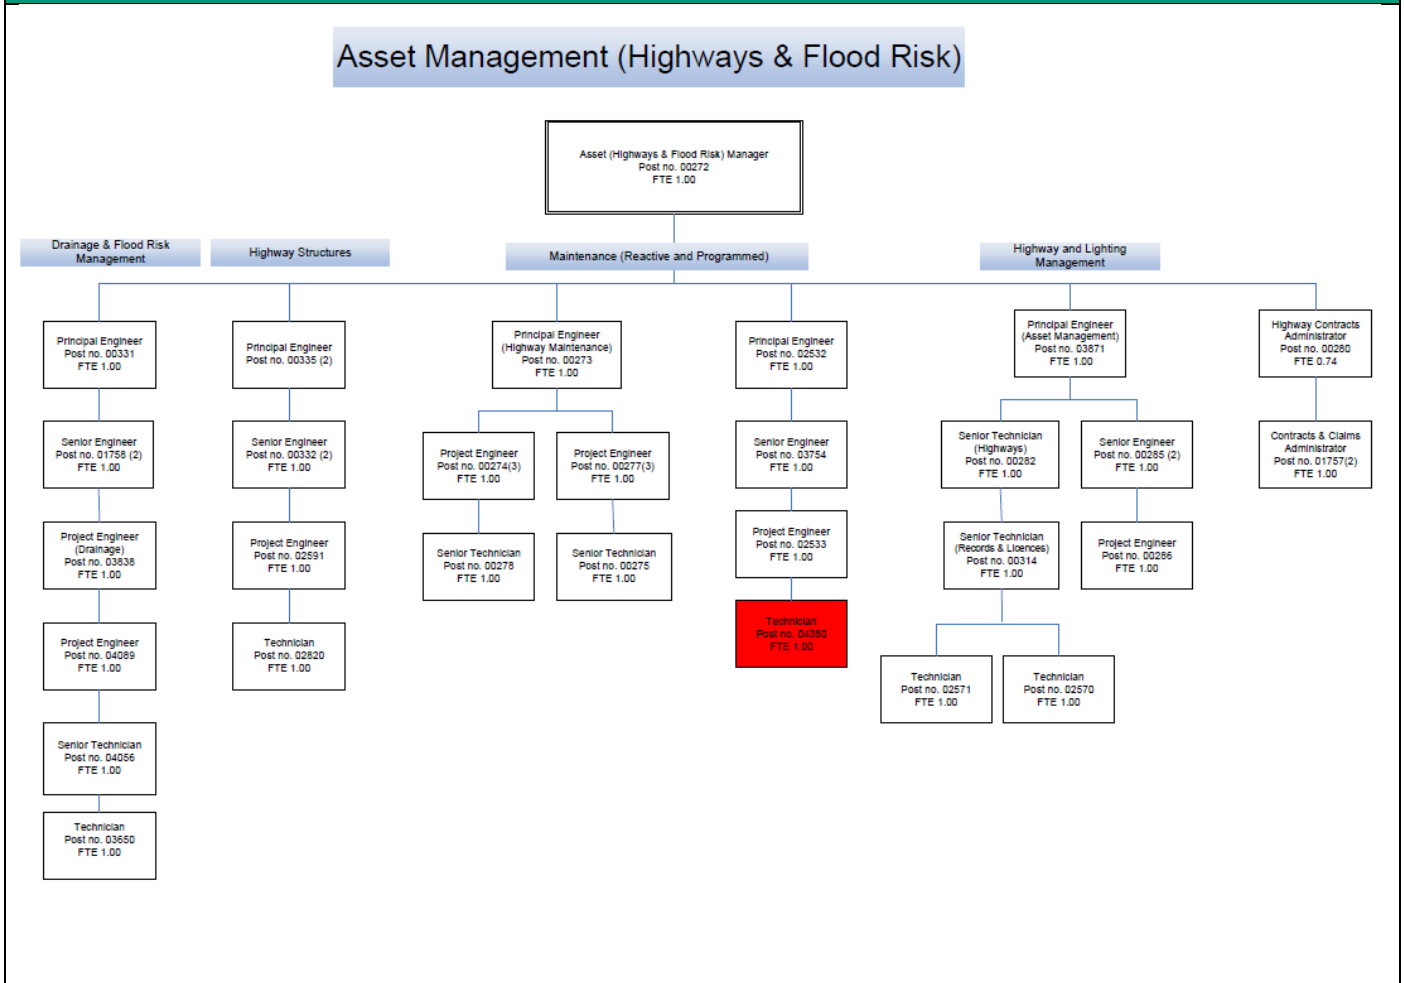 Asset Management (Highways & Flood Risk)
Asset (Highways & Flood Risk) Manager
Post no. 00272
FTE 1.00
Drainage & Flood Risk
Management
Highway Structures
Maintenance (Reactive and Programmed)
Highway and Lighting
Management
Principal Engineer
Post no. 00331
FTE 1.00
Senior Engineer
Post no. 01758 (2)
FTE 1.00
Project Engineer
(Drainage)
Post no. 03838
FTE 1.00
Project Engineer
Post no. 04089
FTE 1.00
Senior Technician
Post no. 04056
FTE 1.00
Technician
Post no. 03650
FTE 1.00
Principal Engineer
Post no. 00335 (2)
Senior Engineer
Post no. 00332 (2)
FTE 1.00
Project Engineer
Post no. 02591
FTE 1.00
Technician
Post no. 02820
FTE 1.00
Principal Engineer
(Highway Maintenance)
Post no. 00273
FTE 1.00
Project Engineer
Post no. 00274(3)
FTE 1.00
Senior Technician
Post no. 00278
FTE 1.00
Project Engineer
Post no. 00277(3)
FTE 1.00
Senior Technician
Post no. 00275
FTE 1.00
Principal Engineer
Post no. 02532
FTE 1.00
Senior Engineer
Post no. 03754
FTE 1.00
Project Engineer
Post no. 02533
FTE 1.00
Technician
Post no. 04380
FTE 1.00
Principal Engineer
(Asset Management)
Post no. 03871
FTE 1.00
Senior Technician
(Highways)
Post no. 00282
FTE 1.00
Senior Technician
(Records & Licences)
Post no. 00314
FTE 1.00
Technician
Post no. 02571
FTE 1.00
Technician
Post no. 02570
FTE 1.00
Senior Engineer
Post no. 00285 (2)
FTE 1.00
Project Engineer
Post no. 00286
FTE 1.00
Highway Contracts
Administrator
Post no. 00280
FTE 0.74
Contracts & Claims
Administrator
Post no. 01757(2)
FTE 1.00